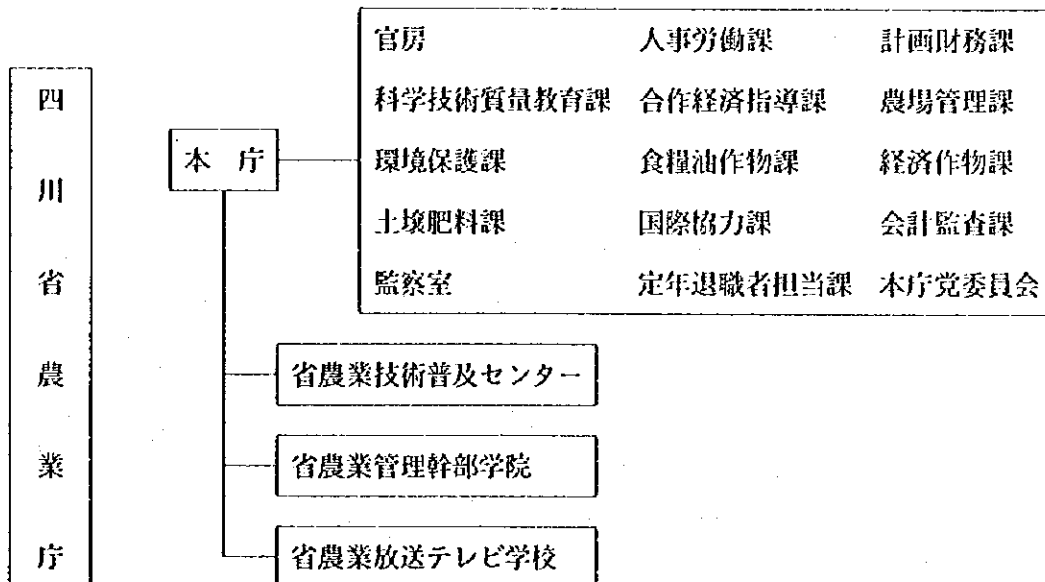 四川省農業庁
本庁
官房 人事労働課 計画財務課
科学技術質量教育課 合作経済指導課 農場管理課
環境保護課 食糧油作物課 経済作物課
土壌肥料課 国際協力課 会計監査課
監察室 定年退職者担当課 本庁党委員会
省農業技術普及センター
省農業管理幹部学院
省農業放送テレビ学校